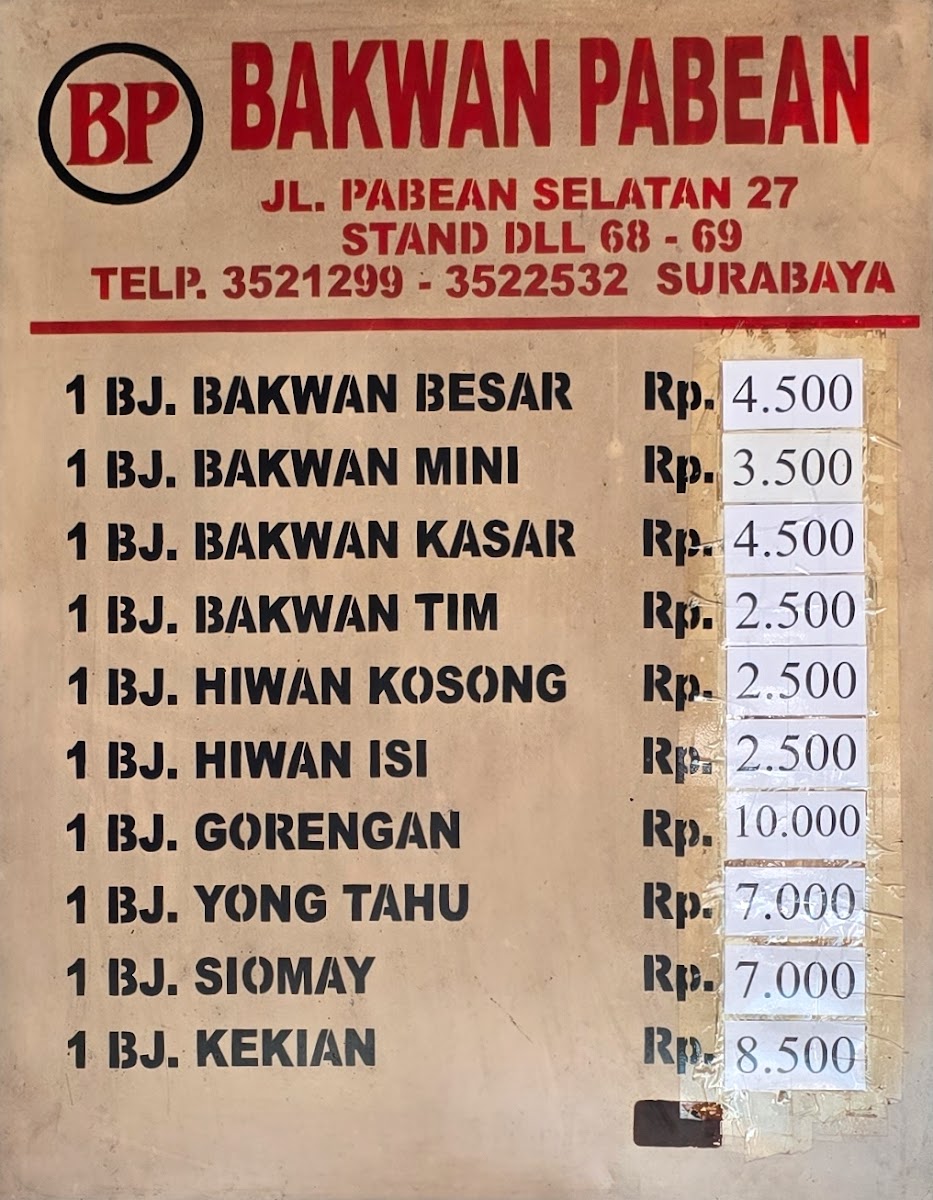 BP
BAKWAN PABEAN
JL. PABEAN SELATAN 27
STAND DLL 68 - 69
TELP. 3521299 - 3522532 SURABAYA
1 BJ. BAKWAN BESAR Rp. 4.500
1 BJ. BAKWAN MINI Rp. 3.500
1 BJ. BAKWAN KASAR Rp. 4.500
1 BJ. BAKWAN TIM Rp. 2.500
1 BJ. HIWAN KOSONG Rp. 2.500
1 BJ. HIWAN ISI Rp. 2.500
1 BJ. GORENGAN Rp. 10.000
1 BJ. YONG TAHU Rp. 7.000
1 BJ. SIOMAY Rp. 7.000
1 BJ. KEKIAN Rp. 8.500